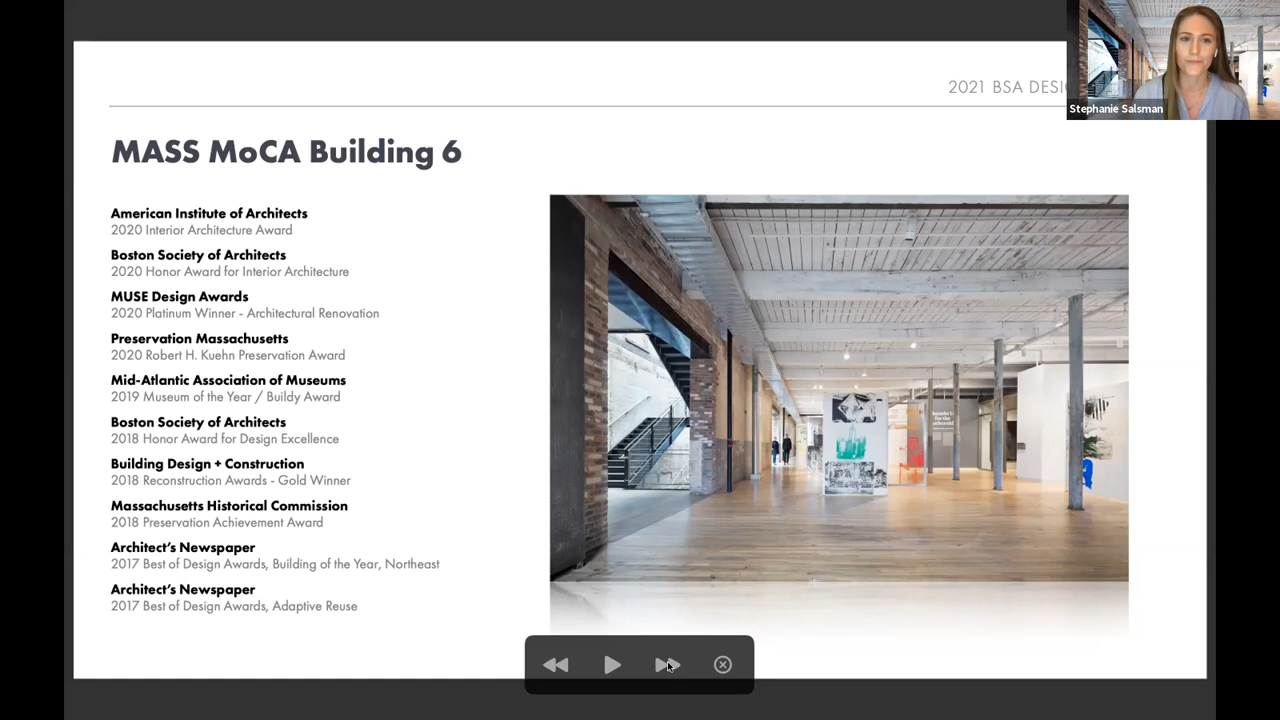 2021 BSA DESI
Stephanie Salsman
MASS MoCA Building 6
American Institute of Architects
2020 Interior Architecture Award
Boston Society of Architects
2020 Honor Award for Interior Architecture
MUSE Design Awards
2020 Platinum Winner - Architectural Renovation
Preservation Massachusetts
2020 Robert H. Kuehn Preservation Award
Mid-Atlantic Association of Museums
2019 Museum of the Year / Buildy Award
Boston Society of Architects
2018 Honor Award for Design Excellence
Building Design + Construction
2018 Reconstruction Awards - Gold Winner
Massachusetts Historical Commission
2018 Preservation Achievement Award
Architect's Newspaper
2017 Best of Design Awards, Building of the Year, Northeast
Architect's Newspaper
2017 Best of Design Awards, Adaptive Reuse